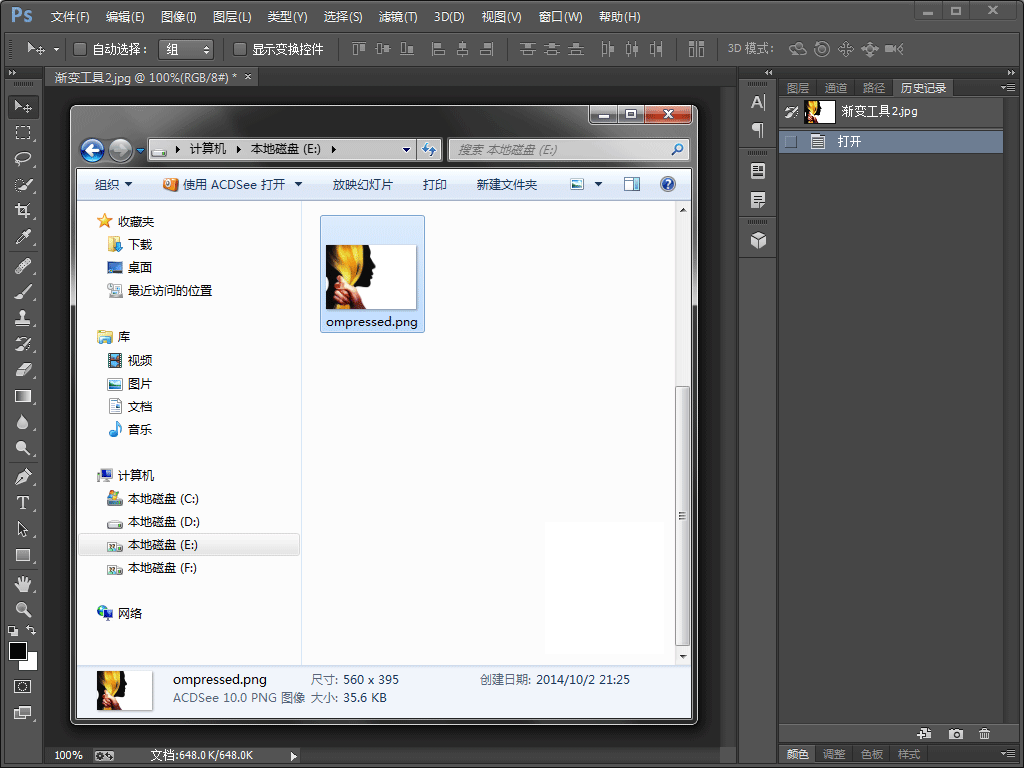 Ps 文件(F) 编辑(E) 图像(I) 图层(L) 类型(Y) 选择(S) 滤镜(T) 3D(D) 视图(V) 窗口(W) 帮助(H)
自动选择： 组 显示变换控件 3D 模式：
渐变工具2.jpg @ 100%(RGB/8#) * ×
图层 通道 路径 历史记录
渐变工具2.jpg
打开
计算机 本地磁盘 (E:) 搜索 本地磁盘 (E:)
组织 使用 ACDSee 打开 放映幻灯片 打印 新建文件夹
收藏夹
下载
桌面
最近访问的位置
库
视频
图片
文档
音乐
计算机
本地磁盘 (C:)
本地磁盘 (D:)
本地磁盘 (E:)
本地磁盘 (F:)
网络
ompressed.png
ompressed.png 尺寸: 560 x 395 创建日期: 2014/10/2 21:25
ACDSee 10.0 PNG 图像 大小: 35.6 KB
100% 文档:648.0K/648.0K
颜色 调整 色板 样式